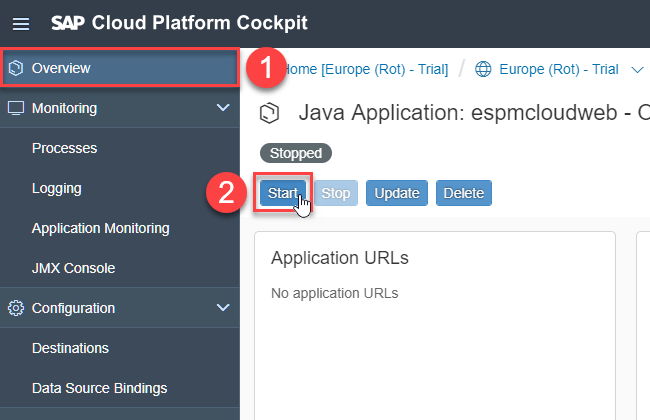 SAP Cloud Platform Cockpit
Overview
1
Home [Europe (Rot) - Trial] / Europe (Rot) - Trial
Monitoring
Java Application: espmcloudweb -
Processes
Stopped
Logging
2
Start Stop Update Delete
Application Monitoring
JMX Console
Application URLs
No application URLs
Configuration
Destinations
Data Source Bindings